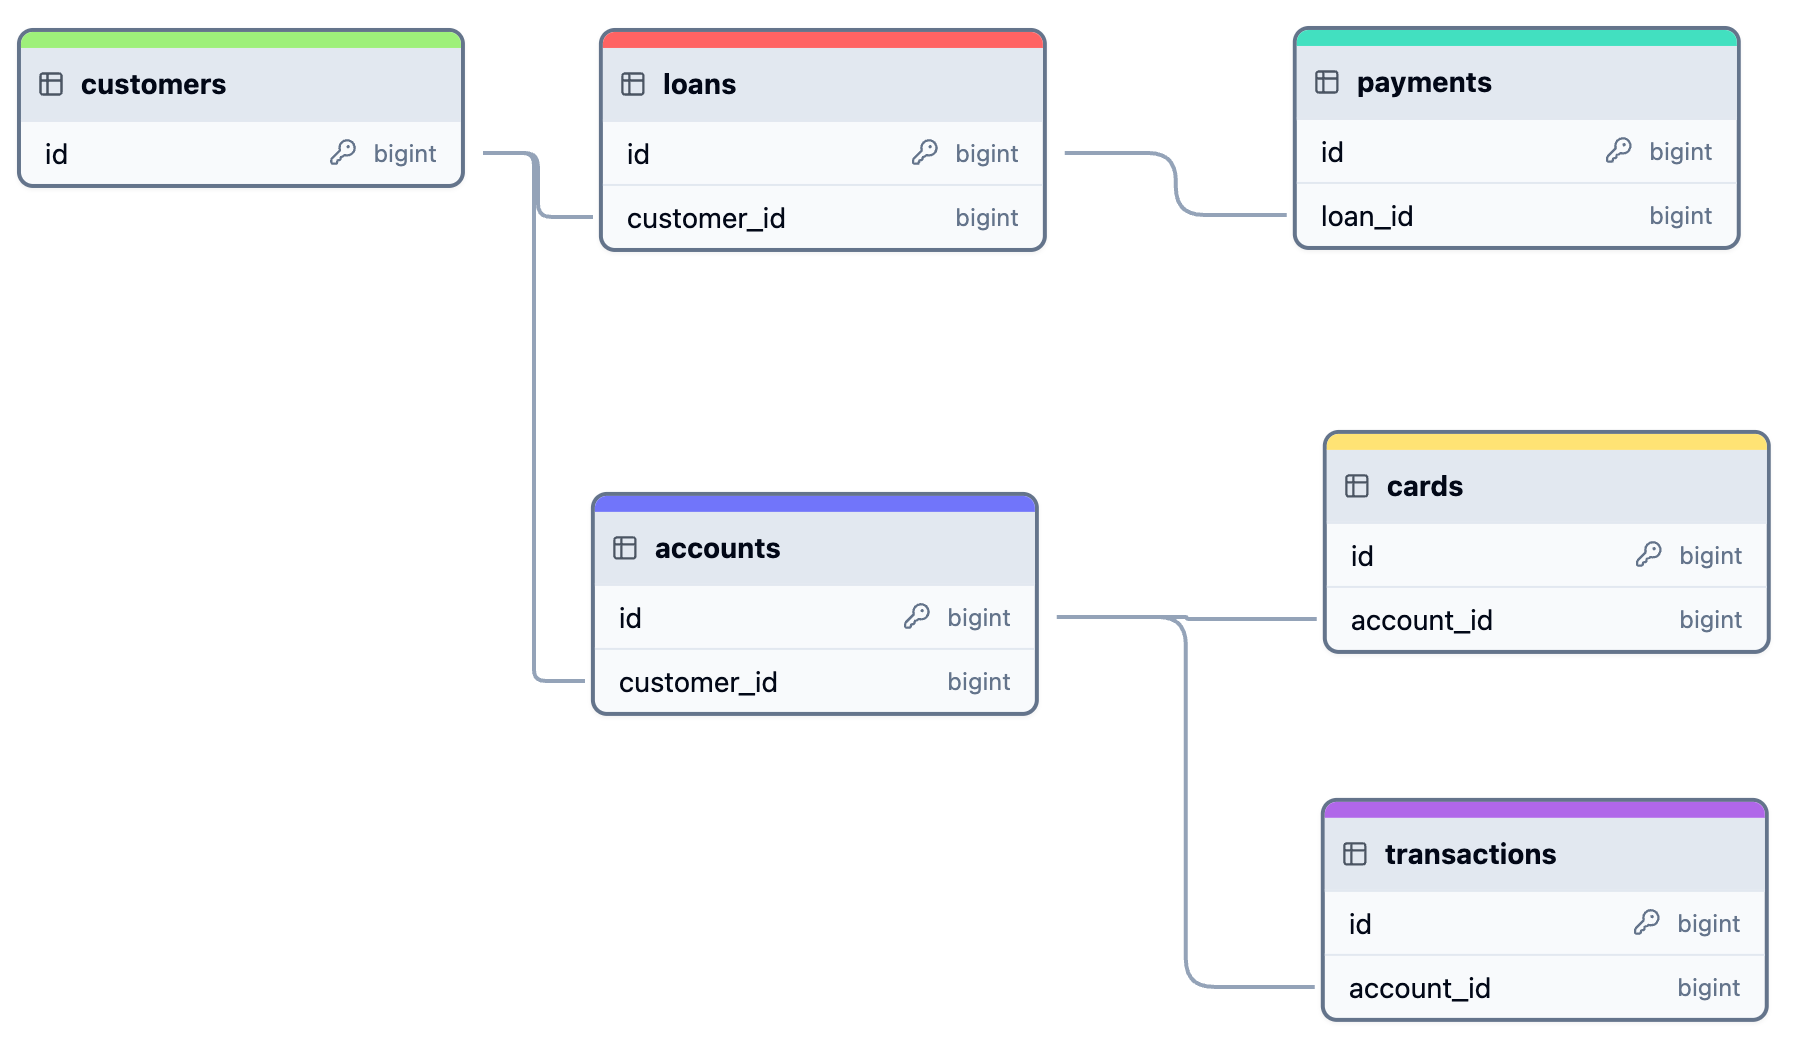 customers
id bigint
loans
id bigint
customer_id bigint
payments
id bigint
loan_id bigint
accounts
id bigint
customer_id bigint
cards
id bigint
account_id bigint
transactions
id bigint
account_id bigint